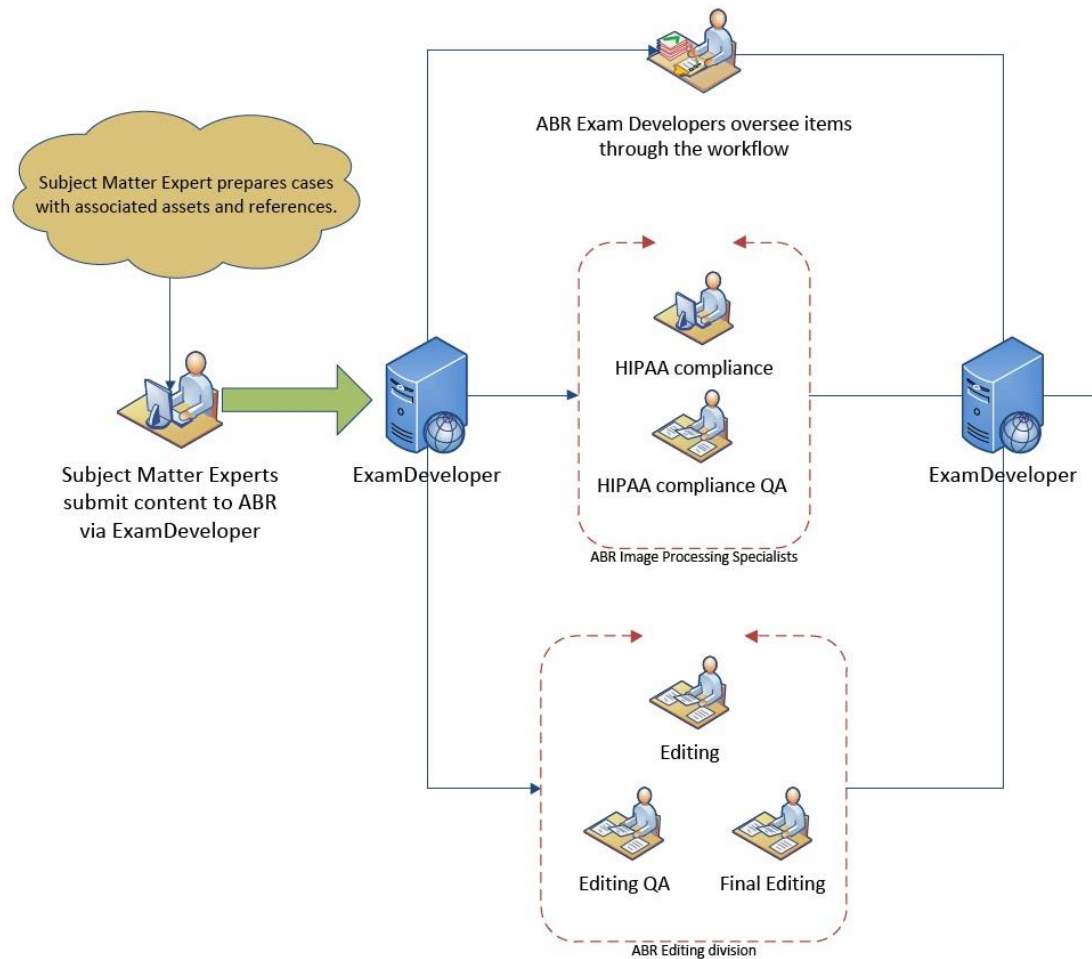 ABR Exam Developers oversee items
through the workflow
Subject Matter Expert prepares cases
with associated assets and references.
HIPAA compliance
HIPAA compliance QA
ABR Image Processing Specialists
Subject Matter Experts
submit content to ABR
via ExamDeveloper
ExamDeveloper
ExamDeveloper
Editing
Editing QA
Final Editing
ABR Editing division